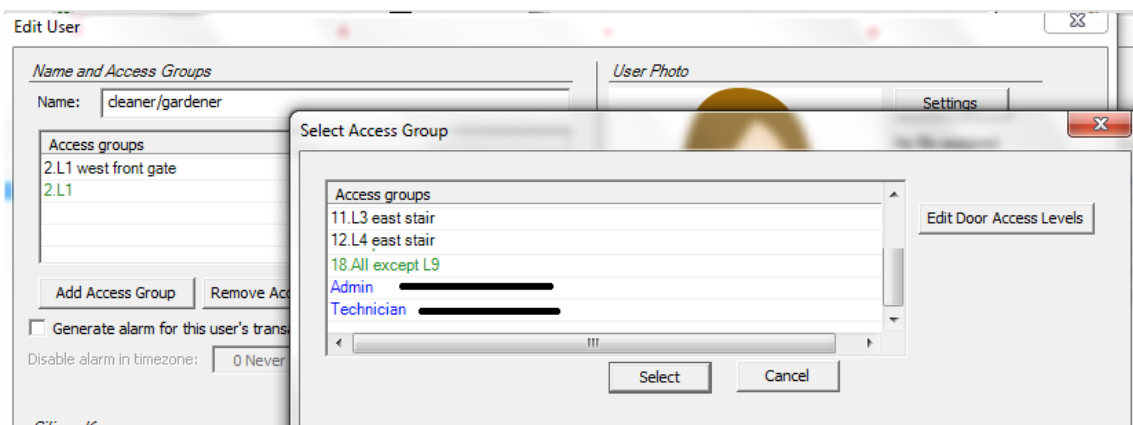 Edit User
Name and Access Groups
User Photo
Name: cleaner/gardener
Settings
Access groups
2.L1 west front gate
2.L1
Add Access Group
Remove Acc
Generate alarm for this user's transa
Disable alarm in timezone: 0 Never
Select Access Group
Access groups
11.L3 east stair
12.L4 east stair
18.All except L9
Admin
Technician
Edit Door Access Levels
Select
Cancel